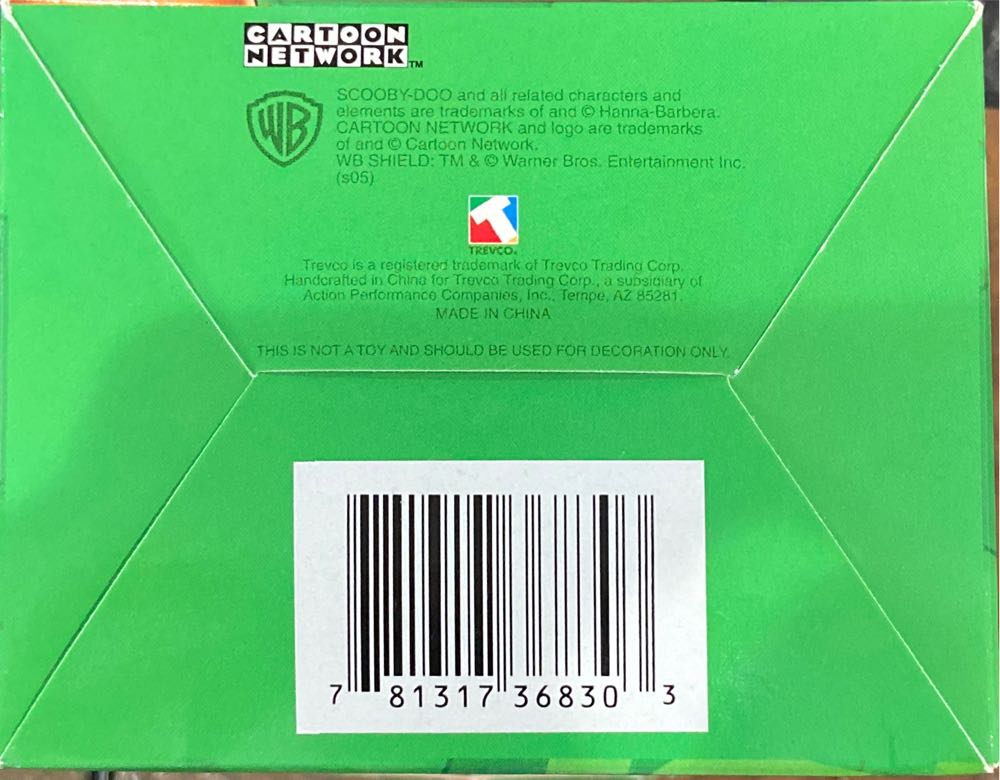 CARTOON
NETWORK™
WB
SCOOBY-DOO and all related characters and
elements are trademarks of and © Hanna-Barbera.
CARTOON NETWORK and logo are trademarks
of and © Cartoon Network.
WB SHIELD: TM & © Warner Bros. Entertainment Inc.
(s05)
T
TREVCO®
Trevco is a registered trademark of Trevco Trading Corp.
Handcrafted in China for Trevco Trading Corp., a subsidiary of
Action Performance Companies, Inc., Tempe, AZ 85281.
MADE IN CHINA
THIS IS NOT A TOY AND SHOULD BE USED FOR DECORATION ONLY.
7 81317 36830 3